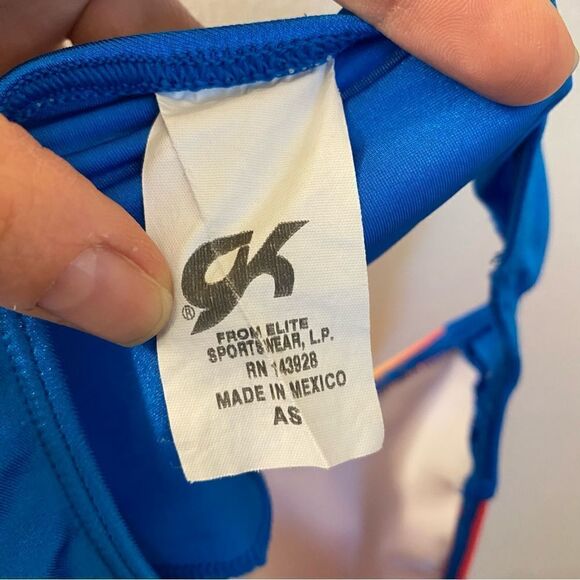 GK
®
FROM ELITE
SPORTSWEAR, L.P.
RN 143928
MADE IN MEXICO
AS